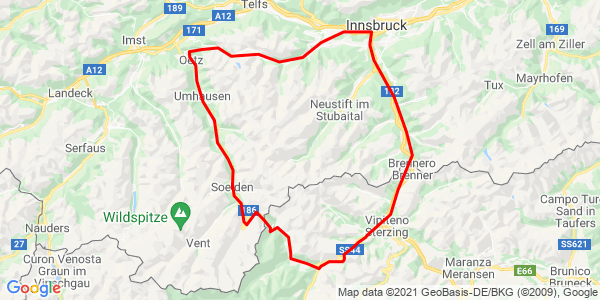 189
Telfs
A12
Innsbruck
Imst
171
169
Oetz
Zell am Ziller
A12
Landeck
Umhausen
182
Tux
Mayrhofen
Neustift im
Stubaital
Serfaus
Brennero
Brenner
Soelden
186
Wildspitze
Campo Tur
Sand in
Taufers
Nauders
Vent
Vipiteno
Sterzing
27
SS44
SS621
Curon Venosta
Graun im
Vinschgau
Maranza
Meransen
E66
Brunico
Bruneck
Google
Map data ©2021 GeoBasis-DE/BKG (©2009), Google